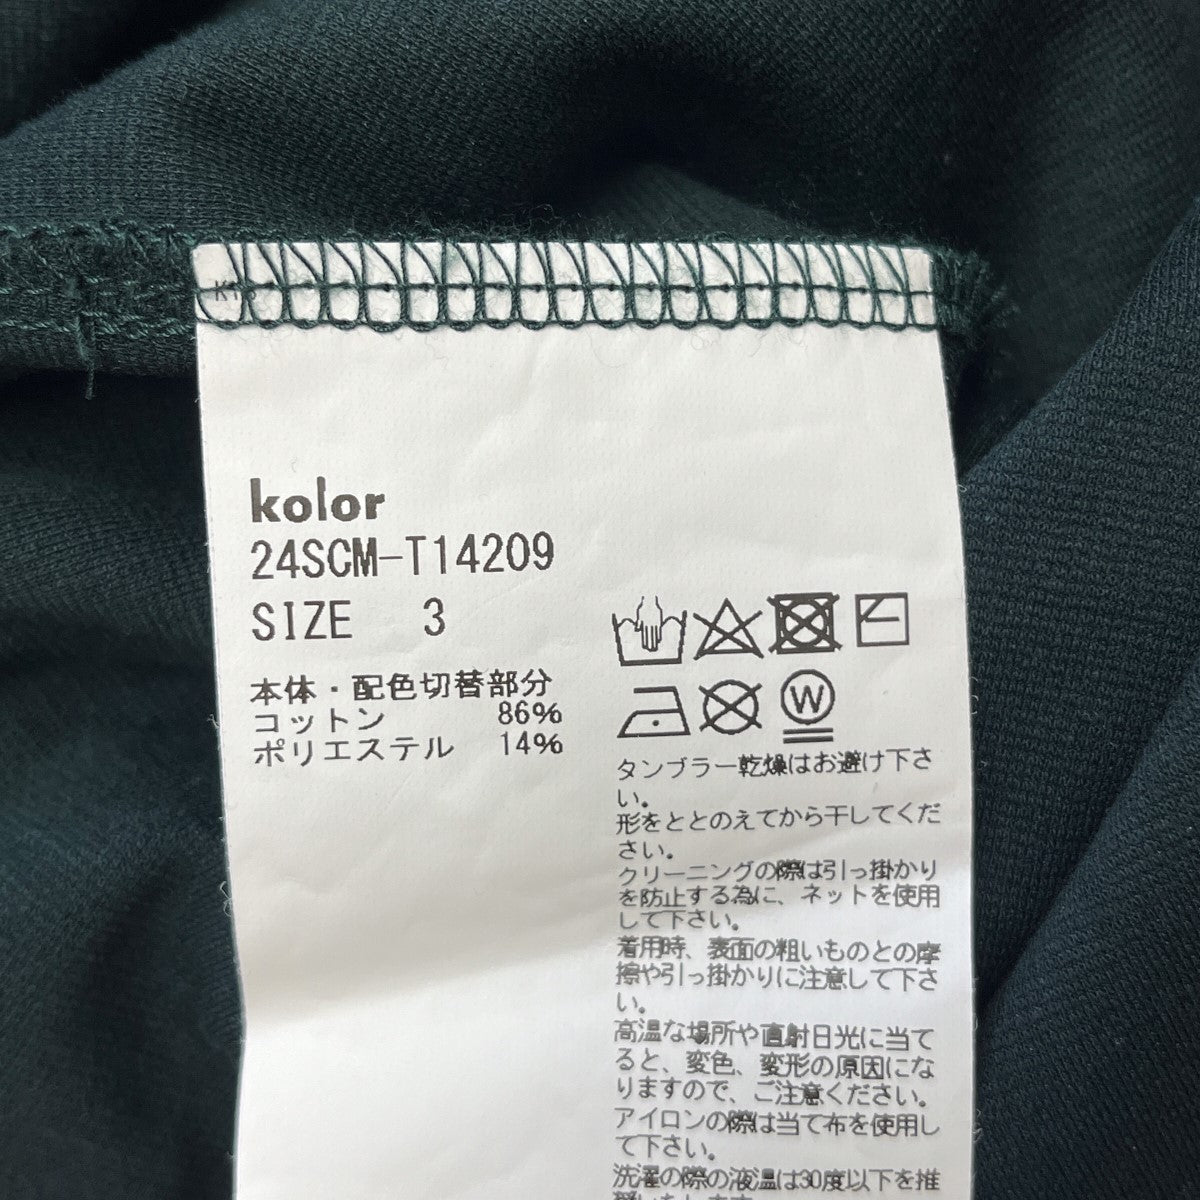 kolor
24SCM-T14209
SIZE 3
本体・配色切替部分
コットン 86%
ポリエステル 14%
W
タンブラー乾燥はお避け下さ
い。
形をととのえてから干してくだ
さい。
クリーニングの際は引っ掛かり
を防止する為に、ネットを使用
して下さい。
着用時、表面の粗いものとの摩
擦や引っ掛かりに注意して下さ
い。
高温な場所や直射日光に当て
ると、変色、変形の原因にな
りますので、ご注意ください。
アイロンの際は当て布を使用し
て下さい。
洗濯の際の液温は30度以下を推